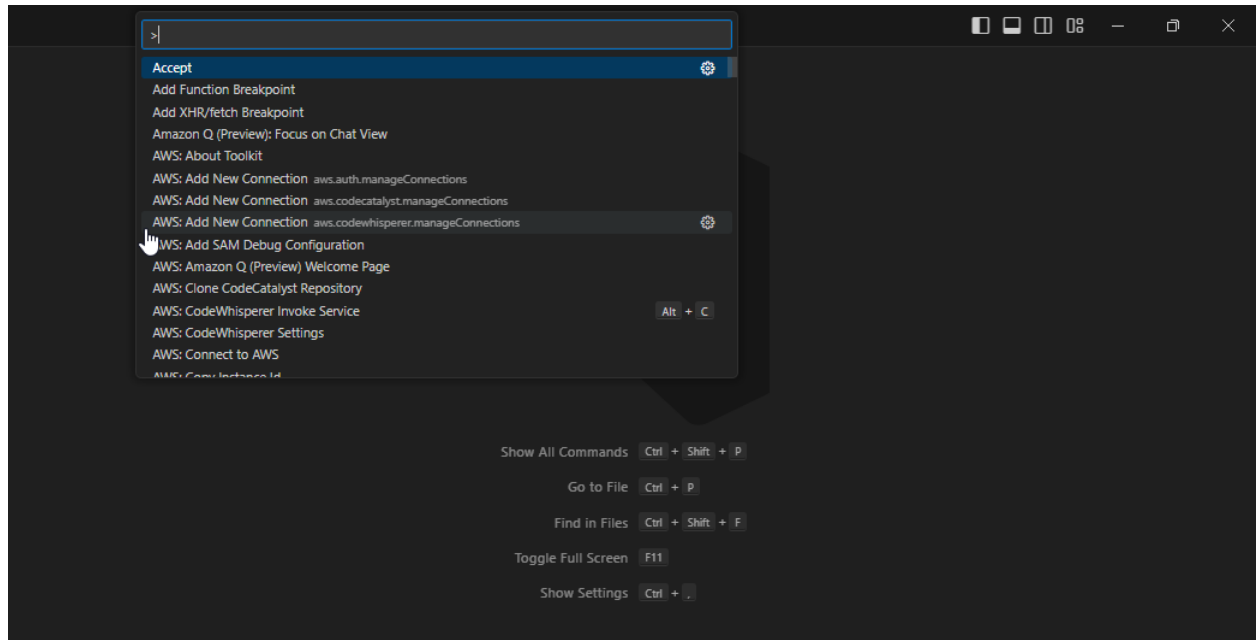 >
Accept
Add Function Breakpoint
Add XHR/fetch Breakpoint
Amazon Q (Preview): Focus on Chat View
AWS: About Toolkit
AWS: Add New Connection aws.auth.manageConnections
AWS: Add New Connection aws.codecatalyst.manageConnections
AWS: Add New Connection aws.codewhisperer.manageConnections
AWS: Add SAM Debug Configuration
AWS: Amazon Q (Preview) Welcome Page
AWS: Clone CodeCatalyst Repository
AWS: CodeWhisperer Invoke Service Alt + C
AWS: CodeWhisperer Settings
AWS: Connect to AWS
AWS: Copy Instance Id
Show All Commands Ctrl + Shift + P
Go to File Ctrl + P
Find in Files Ctrl + Shift + F
Toggle Full Screen F11
Show Settings Ctrl + ,